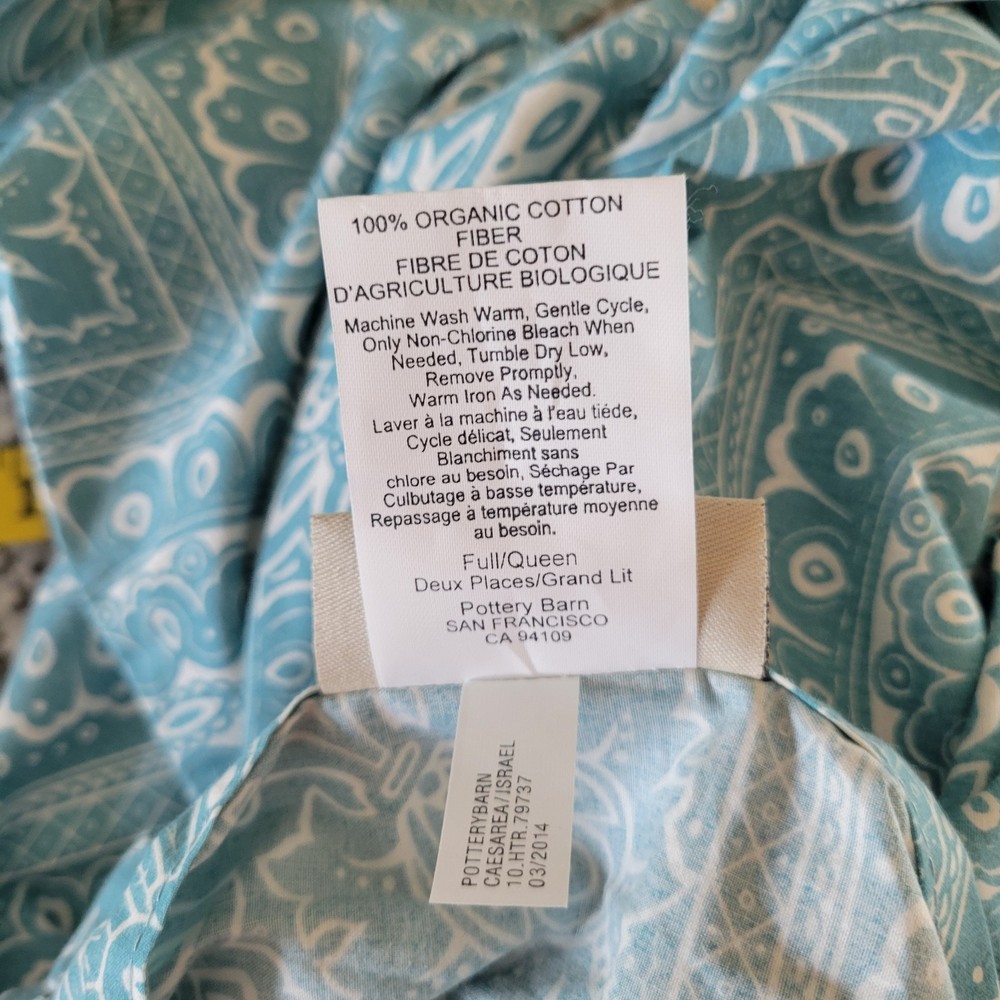 100% ORGANIC COTTON
FIBER
FIBRE DE COTON
D'AGRICULTURE BIOLOGIQUE
Machine Wash Warm, Gentle Cycle,
Only Non-Chlorine Bleach When
Needed, Tumble Dry Low,
Remove Promptly,
Warm Iron As Needed.
Laver à la machine à l'eau tiéde,
Cycle délicat, Seulement
Blanchiment sans
chlore au besoin, Séchage Par
Culbutage à basse température,
Repassage à température moyenne
au besoin.
Full/Queen
Deux Places/Grand Lit
Pottery Barn
SAN FRANCISCO
CA 94109
POTTERYBARN
CAESAREA/ISRAEL
10.HTR.79737
03/2014